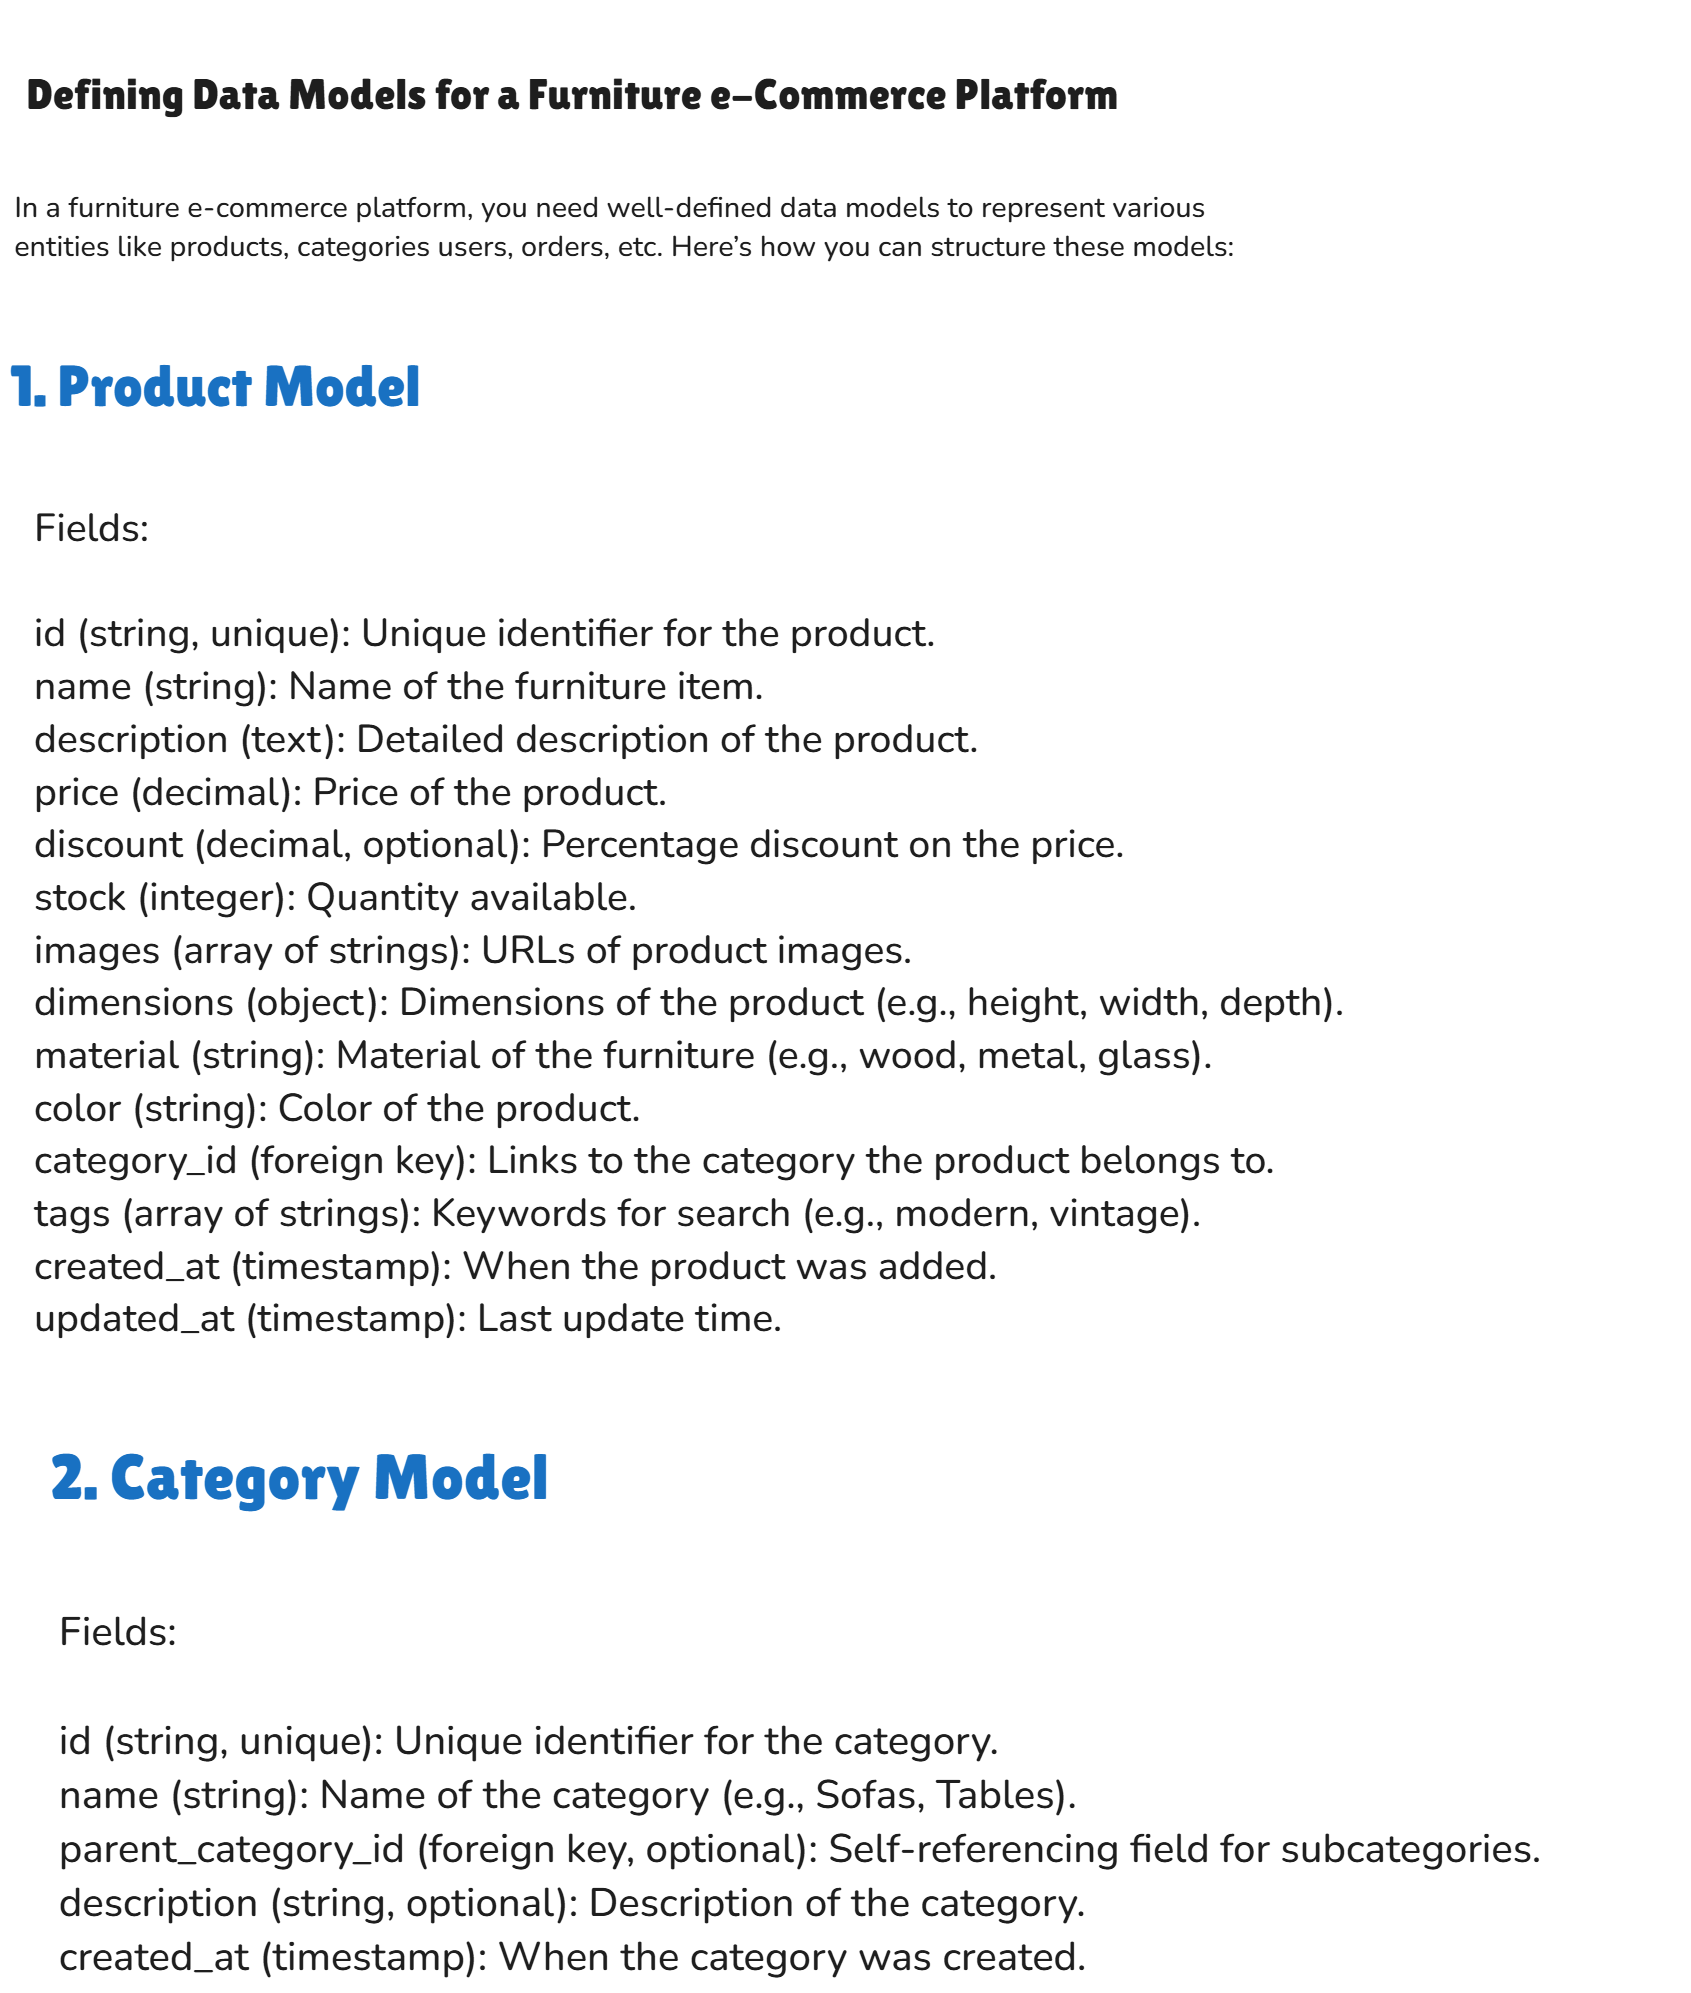 Defining Data Models for a Furniture e-Commerce Platform
In a furniture e-commerce platform, you need well-defined data models to represent various
entities like products, categories users, orders, etc. Here’s how you can structure these models:
1. Product Model
Fields:
id (string, unique): Unique identifier for the product.
name (string): Name of the furniture item.
description (text): Detailed description of the product.
price (decimal): Price of the product.
discount (decimal, optional): Percentage discount on the price.
stock (integer): Quantity available.
images (array of strings): URLs of product images.
dimensions (object): Dimensions of the product (e.g., height, width, depth).
material (string): Material of the furniture (e.g., wood, metal, glass).
color (string): Color of the product.
category_id (foreign key): Links to the category the product belongs to.
tags (array of strings): Keywords for search (e.g., modern, vintage).
created_at (timestamp): When the product was added.
updated_at (timestamp): Last update time.
2. Category Model
Fields:
id (string, unique): Unique identifier for the category.
name (string): Name of the category (e.g., Sofas, Tables).
parent_category_id (foreign key, optional): Self-referencing field for subcategories.
description (string, optional): Description of the category.
created_at (timestamp): When the category was created.